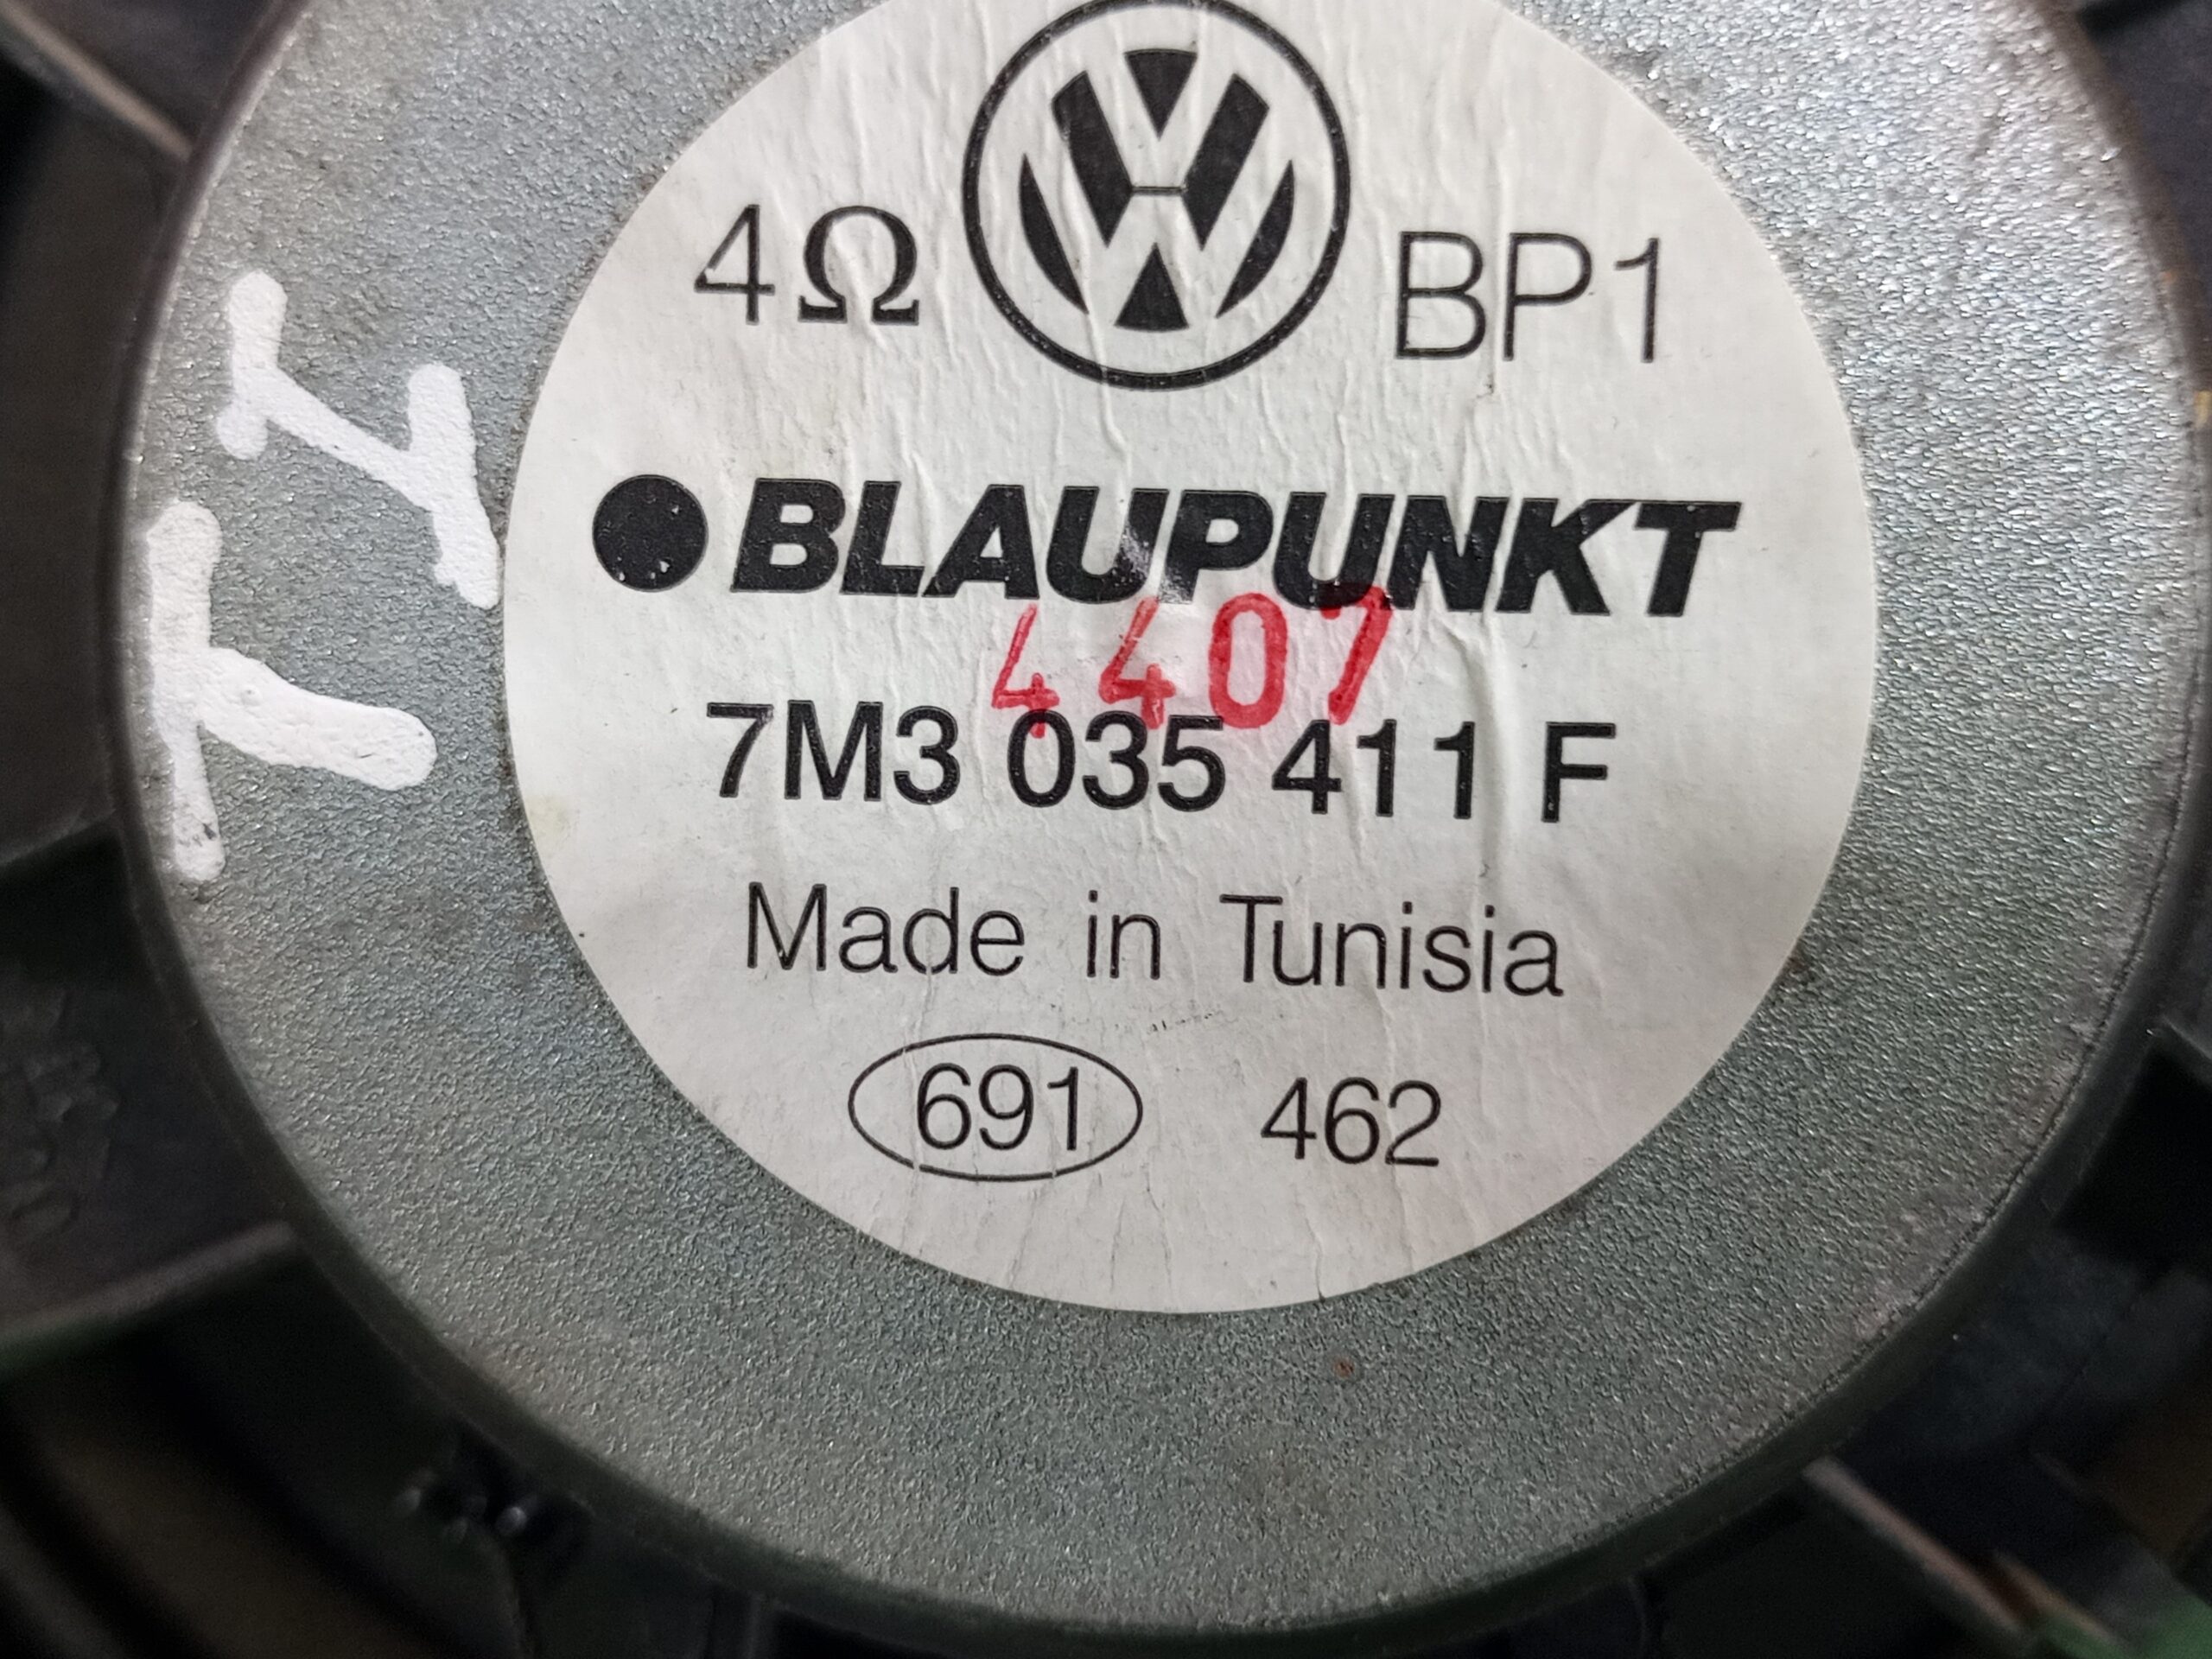 4Ω BP1
BLAUPUNKT
4407
7M3 035 411 F
Made in Tunisia
691 462